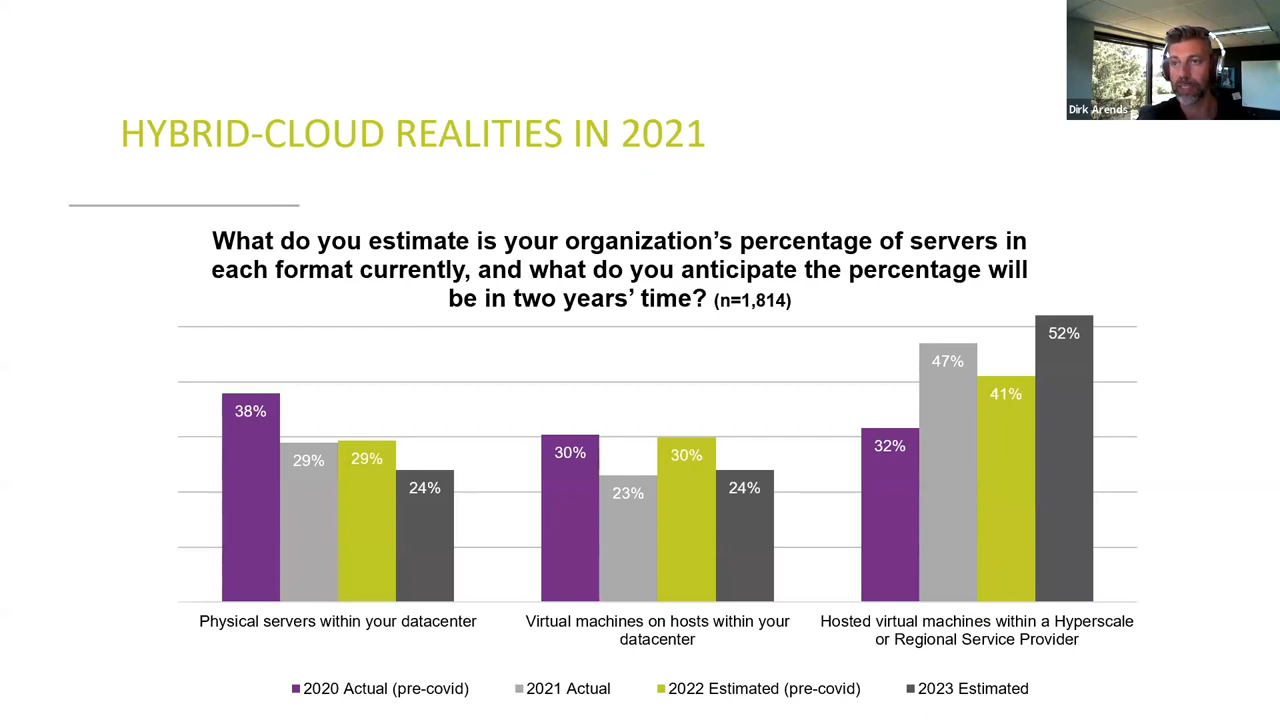 Dirk Arends
HYBRID-CLOUD REALITIES IN 2021
What do you estimate is your organization’s percentage of servers in
each format currently, and what do you anticipate the percentage will
be in two years’ time? (n=1,814)
38%
29%
29%
24%
30%
23%
30%
24%
32%
47%
41%
52%
Physical servers within your datacenter
Virtual machines on hosts within your
datacenter
Hosted virtual machines within a Hyperscale
or Regional Service Provider
2020 Actual (pre-covid)
2021 Actual
2022 Estimated (pre-covid)
2023 Estimated